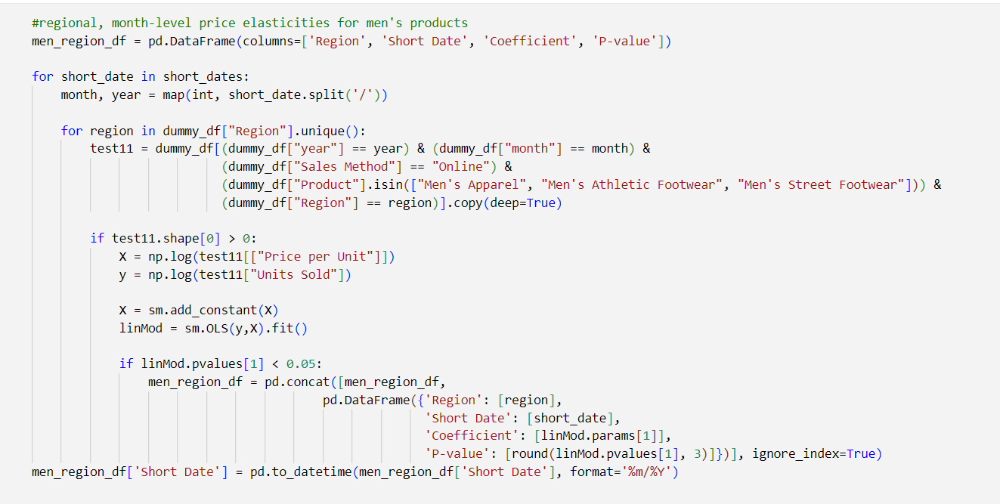 #regional, month-level price elasticities for men's products
men_region_df = pd.DataFrame(columns=['Region', 'Short Date', 'Coefficient', 'P-value'])
for short_date in short_dates:
month, year = map(int, short_date.split('/'))
for region in dummy_df["Region"].unique():
test11 = dummy_df[(dummy_df["year"] == year) & (dummy_df["month"] == month) &
(dummy_df["Sales Method"] == "Online") &
(dummy_df["Product"].isin(["Men's Apparel", "Men's Athletic Footwear", "Men's Street Footwear"])) &
(dummy_df["Region"] == region)].copy(deep=True)
if test11.shape[0] > 0:
X = np.log(test11[["Price per Unit"]])
y = np.log(test11["Units Sold"])
X = sm.add_constant(X)
linMod = sm.OLS(y,X).fit()
if linMod.pvalues[1] < 0.05:
men_region_df = pd.concat([men_region_df,
pd.DataFrame({'Region': [region],
'Short Date': [short_date],
'Coefficient': [linMod.params[1]],
'P-value': [round(linMod.pvalues[1], 3)]})], ignore_index=True)
men_region_df['Short Date'] = pd.to_datetime(men_region_df['Short Date'], format='%m/%Y')